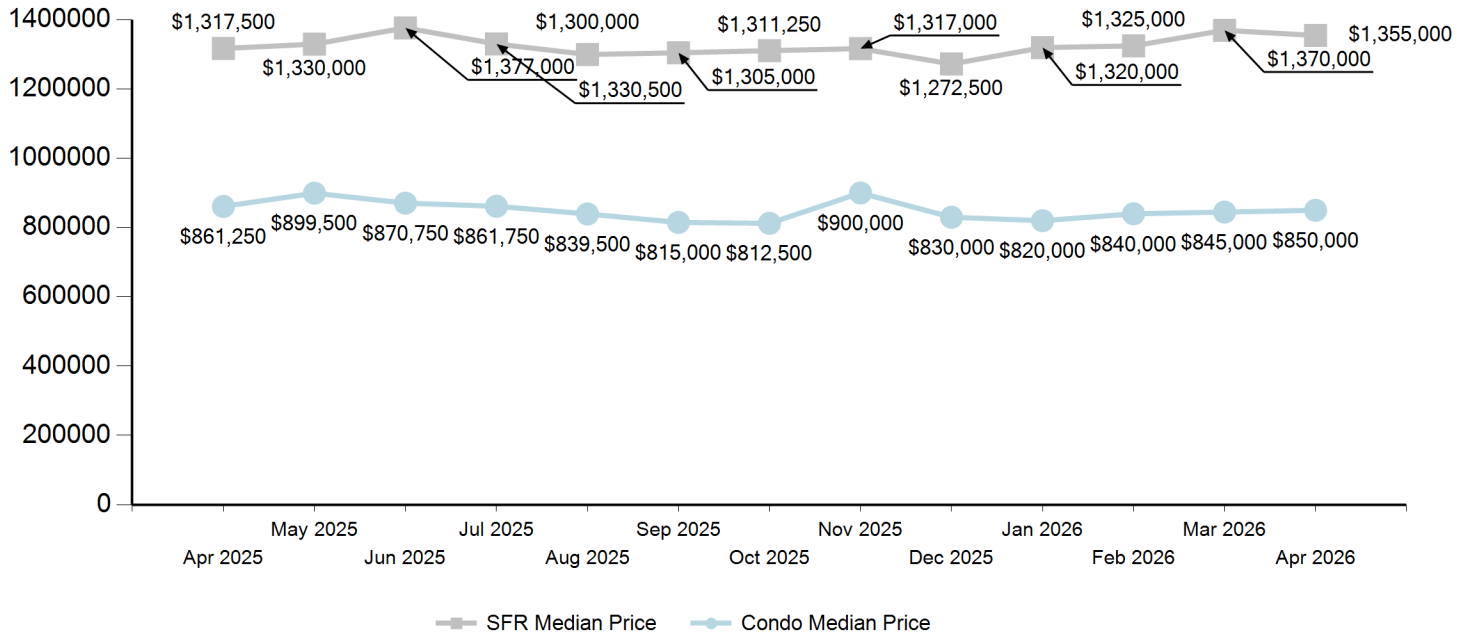 1400000
1200000
1000000
800000
600000
400000
200000
0
$1,317,500
$1,330,000
$1,377,000
$1,330,500
$1,300,000
$1,305,000
$1,311,250
$1,317,000
$1,272,500
$1,320,000
$1,325,000
$1,370,000
$1,355,000
$861,250
$899,500
$870,750
$861,750
$839,500
$815,000
$812,500
$900,000
$830,000
$820,000
$840,000
$845,000
$850,000
Apr 2025
May 2025
Jun 2025
Jul 2025
Aug 2025
Sep 2025
Oct 2025
Nov 2025
Dec 2025
Jan 2026
Feb 2026
Mar 2026
Apr 2026
SFR Median Price
Condo Median Price